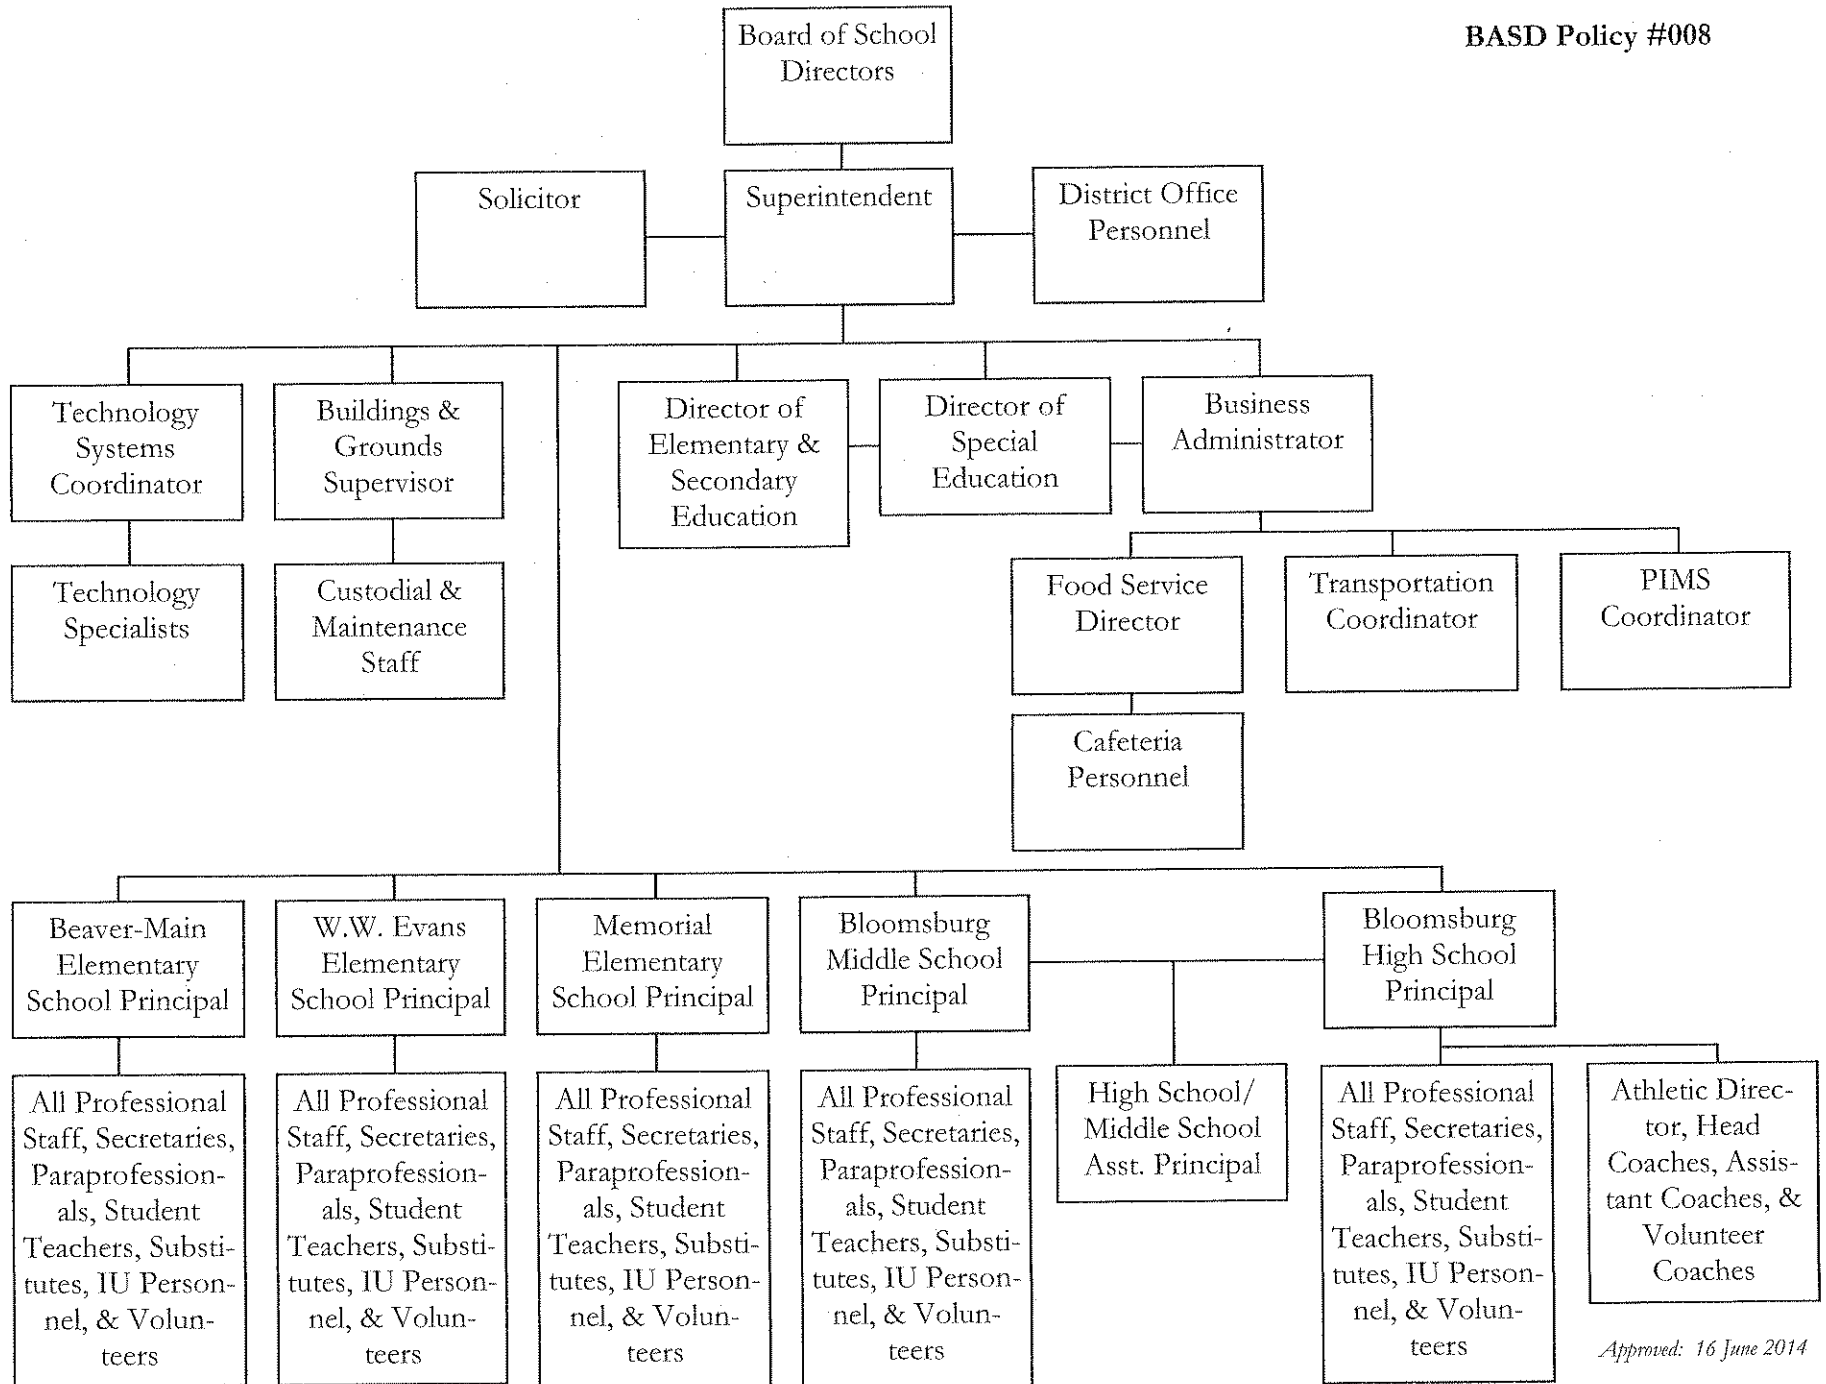 BASD Policy #008
Board of School
Directors
Solicitor
Superintendent
District Office
Personnel
Technology
Systems
Coordinator
Buildings &
Grounds
Supervisor
Director of
Elementary &
Secondary
Education
Director of
Special
Education
Business
Administrator
Technology
Specialists
Custodial &
Maintenance
Staff
Food Service
Director
Transportation
Coordinator
PIMS
Coordinator
Cafeteria
Personnel
Beaver-Main
Elementary
School Principal
W.W. Evans
Elementary
School Principal
Memorial
Elementary
School Principal
Bloomsburg
Middle School
Principal
Bloomsburg
High School
Principal
All Professional
Staff, Secretaries,
Paraprofession-
als, Student
Teachers, Substi-
tutes, IU Person-
nel, & Volun-
teers
All Professional
Staff, Secretaries,
Paraprofession-
als, Student
Teachers, Substi-
tutes, IU Person-
nel, & Volun-
teers
All Professional
Staff, Secretaries,
Paraprofession-
als, Student
Teachers, Substi-
tutes, IU Person-
nel, & Volun-
teers
All Professional
Staff, Secretaries,
Paraprofession-
als, Student
Teachers, Substi-
tutes, IU Person-
nel, & Volun-
teers
High School/
Middle School
Asst. Principal
All Professional
Staff, Secretaries,
Paraprofession-
als, Student
Teachers, Substi-
tutes, IU Person-
nel, & Volun-
teers
Athletic Direc-
tor, Head
Coaches, Assis-
tant Coaches, &
Volunteer
Coaches
Approved: 16 June 2014